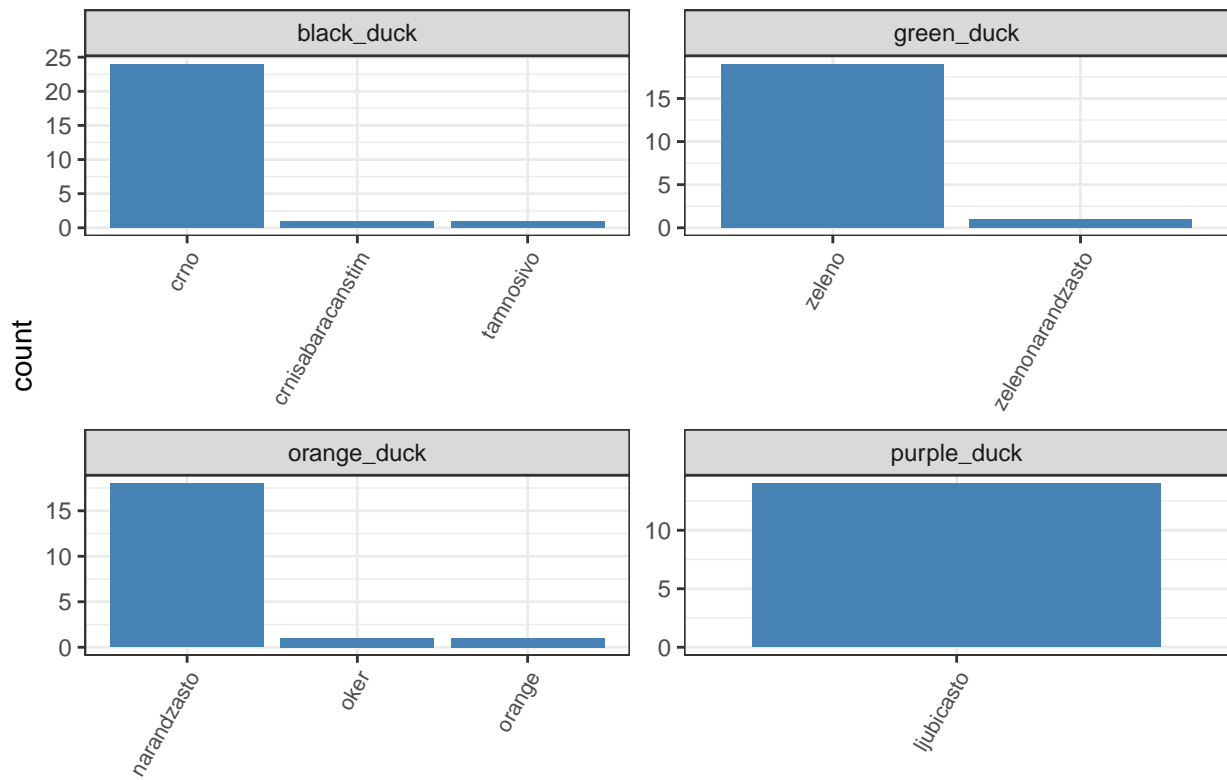 black_duck
25
20
15
10
5
0
crno
crnisabaracanstim
tamnosivo
green_duck
15
10
5
0
zeleno
zelenonarandzasto
count
orange_duck
15
10
5
0
narandzasto
oker
orange
purple_duck
10
5
0
ljubicasto